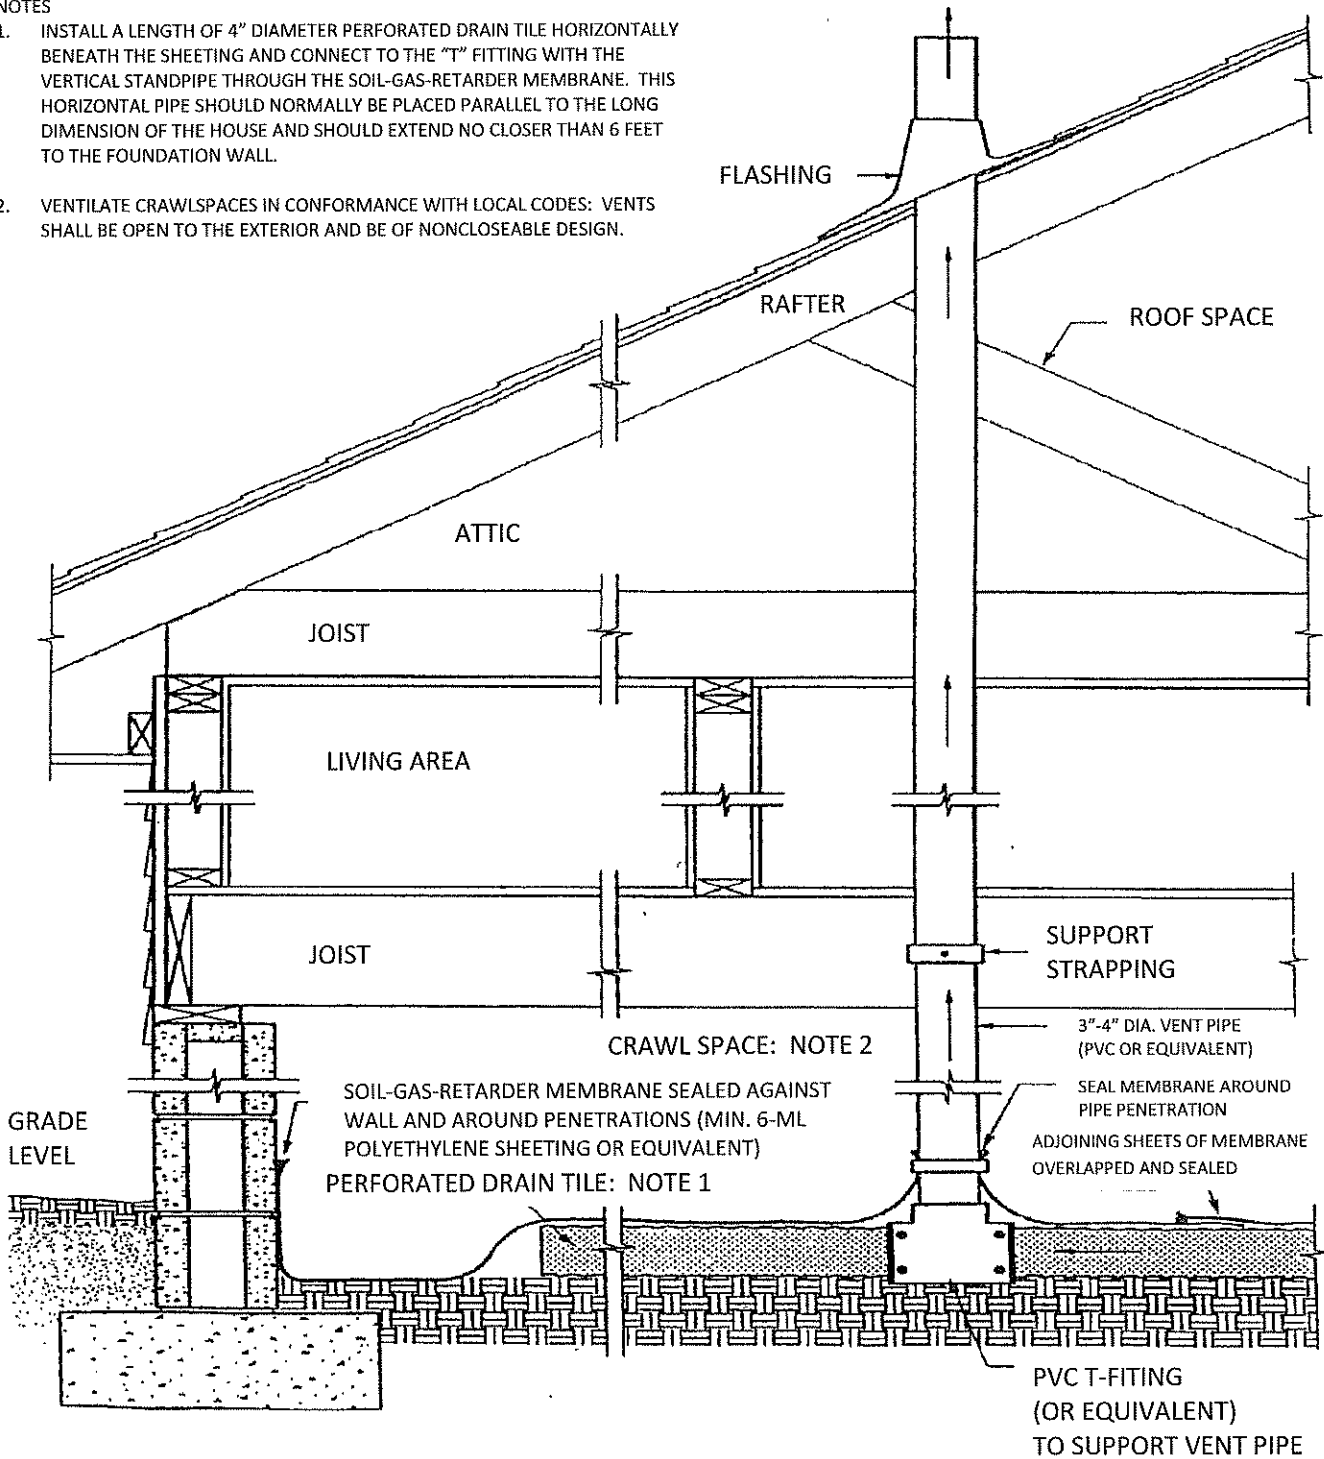 NOTES
1. INSTALL A LENGTH OF 4” DIAMETER PERFORATED DRAIN TILE HORIZONTALLY
BENEATH THE SHEETING AND CONNECT TO THE “T” FITTING WITH THE
VERTICAL STANDPIPE THROUGH THE SOIL-GAS-RETARDER MEMBRANE. THIS
HORIZONTAL PIPE SHOULD NORMALLY BE PLACED PARALLEL TO THE LONG
DIMENSION OF THE HOUSE AND SHOULD EXTEND NO CLOSER THAN 6 FEET
TO THE FOUNDATION WALL.
2. VENTILATE CRAWLSPACES IN CONFORMANCE WITH LOCAL CODES: VENTS
SHALL BE OPEN TO THE EXTERIOR AND BE OF NONCLOSEABLE DESIGN.
FLASHING
RAFTER
ROOF SPACE
ATTIC
JOIST
LIVING AREA
JOIST
SUPPORT
STRAPPING
3”-4” DIA. VENT PIPE
(PVC OR EQUIVALENT)
CRAWL SPACE: NOTE 2
SEAL MEMBRANE AROUND
PIPE PENETRATION
SOIL-GAS-RETARDER MEMBRANE SEALED AGAINST
WALL AND AROUND PENETRATIONS (MIN. 6-ML
POLYETHYLENE SHEETING OR EQUIVALENT)
GRADE
LEVEL
ADJOINING SHEETS OF MEMBRANE
OVERLAPPED AND SEALED
PERFORATED DRAIN TILE: NOTE 1
PVC T-FITING
(OR EQUIVALENT)
TO SUPPORT VENT PIPE